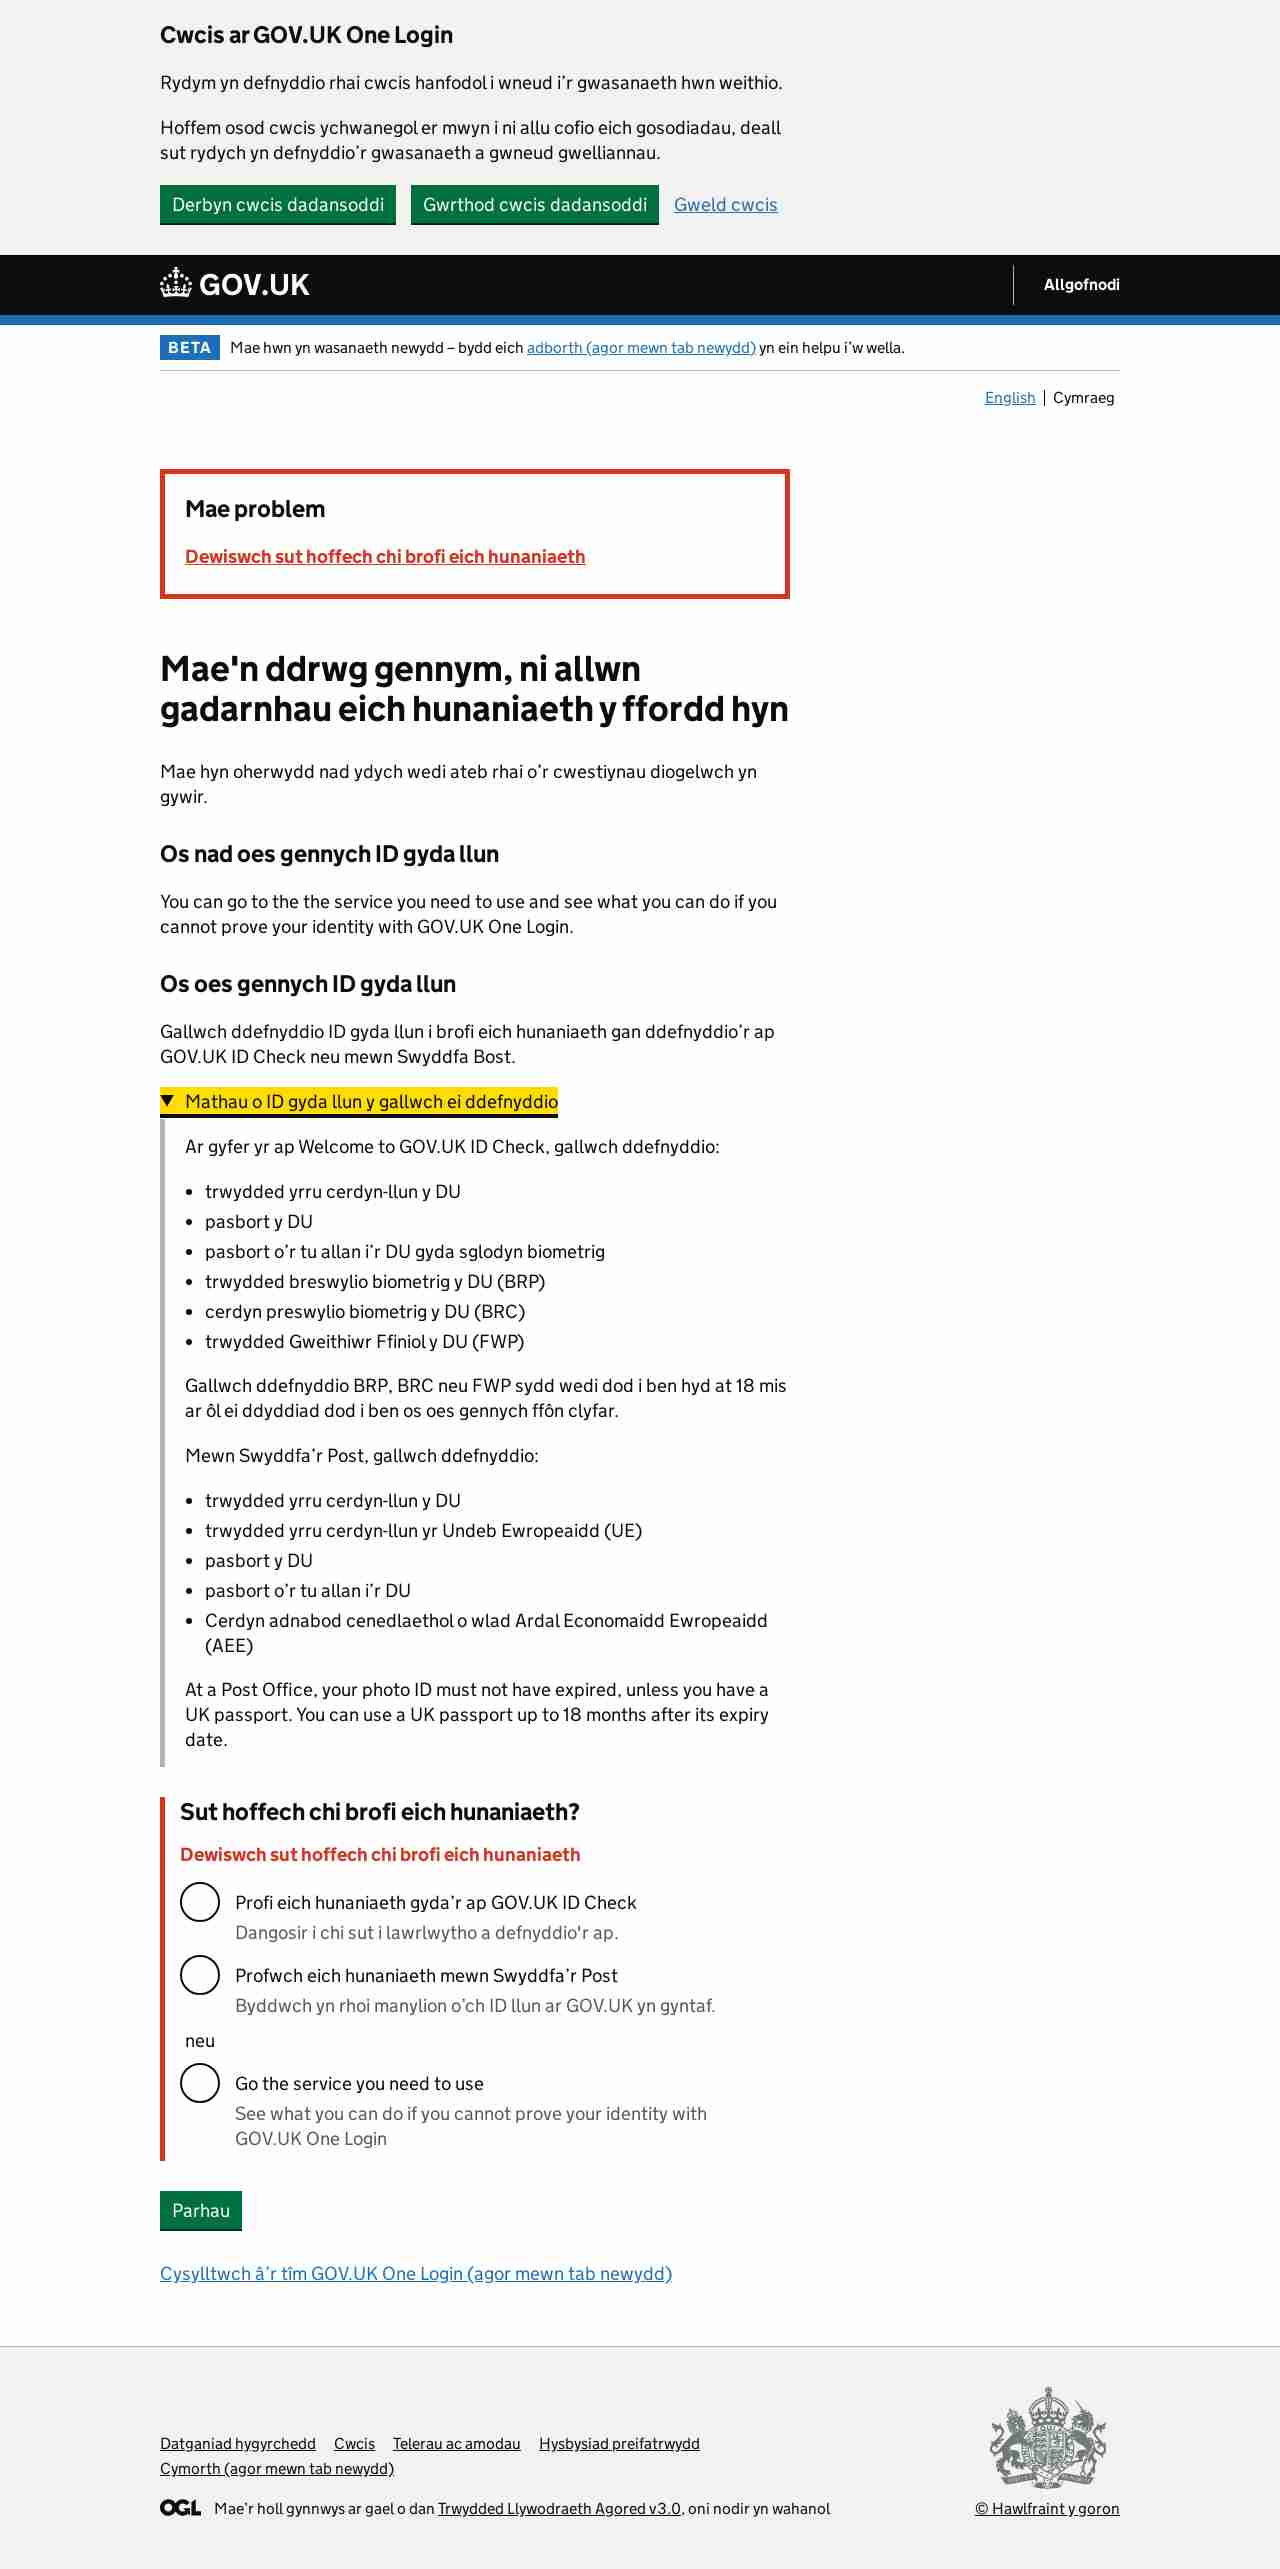 Cwcis ar GOV.UK One Login
Rydym yn defnyddio rhai cwcis hanfodol i wneud i’r gwasanaeth hwn weithio.
Hoffem osod cwcis ychwanegol er mwyn i ni allu cofio eich gosodiadau, deall
sut rydych yn defnyddio’r gwasanaeth a gwneud gwelliannau.
Derbyn cwcis dadansoddi Gwrthod cwcis dadansoddi Gweld cwcis
GOV.UK Allgofnodi
BETA Mae hwn yn wasanaeth newydd – bydd eich adborth (agor mewn tab newydd) yn ein helpu i’w wella.
English Cymraeg
Mae problem
Dewiswch sut hoffech chi brofi eich hunaniaeth
Mae'n ddrwg gennym, ni allwn
gadarnhau eich hunaniaeth y ffordd hyn
Mae hyn oherwydd nad ydych wedi ateb rhai o’r cwestiynau diogelwch yn
gywir.
Os nad oes gennych ID gyda llun
You can go to the the service you need to use and see what you can do if you
cannot prove your identity with GOV.UK One Login.
Os oes gennych ID gyda llun
Gallwch ddefnyddio ID gyda llun i brofi eich hunaniaeth gan ddefnyddio’r ap
GOV.UK ID Check neu mewn Swyddfa Bost.
Mathau o ID gyda llun y gallwch ei ddefnyddio
Ar gyfer yr ap Welcome to GOV.UK ID Check, gallwch ddefnyddio:
• trwydded yrru cerdyn-llun y DU
• pasbort y DU
• pasbort o’r tu allan i’r DU gyda sglodyn biometrig
• trwydded breswylio biometrig y DU (BRP)
• cerdyn preswylio biometrig y DU (BRC)
• trwydded Gweithiwr Ffiniol y DU (FWP)
Gallwch ddefnyddio BRP, BRC neu FWP sydd wedi dod i ben hyd at 18 mis
ar ôl ei ddyddiad dod i ben os oes gennych ffôn clyfar.
Mewn Swyddfa’r Post, gallwch ddefnyddio:
• trwydded yrru cerdyn-llun y DU
• trwydded yrru cerdyn-llun yr Undeb Ewropeaidd (UE)
• pasbort y DU
• pasbort o’r tu allan i’r DU
• Cerdyn adnabod cenedlaethol o wlad Ardal Economaidd Ewropeaidd
(AEE)
At a Post Office, your photo ID must not have expired, unless you have a
UK passport. You can use a UK passport up to 18 months after its expiry
date.
Sut hoffech chi brofi eich hunaniaeth?
Dewiswch sut hoffech chi brofi eich hunaniaeth
Profi eich hunaniaeth gyda’r ap GOV.UK ID Check
Dangosir i chi sut i lawrlwytho a defnyddio'r ap.
Profwch eich hunaniaeth mewn Swyddfa’r Post
Byddwch yn rhoi manylion o’ch ID llun ar GOV.UK yn gyntaf.
neu
Go the service you need to use
See what you can do if you cannot prove your identity with
GOV.UK One Login
Parhau
Cysylltwch â’r tîm GOV.UK One Login (agor mewn tab newydd)
Datganiad hygyrchedd Cwcis Telerau ac amodau Hysbysiad preifatrwydd
Cymorth (agor mewn tab newydd)
OGL Mae’r holl gynnwys ar gael o dan Trwydded Llywodraeth Agored v3.0, oni nodir yn wahanol
© Hawlfraint y goron